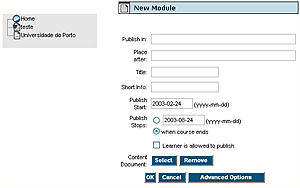 Home
teste
Universidade do Porto
New Module
Publish in:
Place
after:
Title:
Short Info:
Publish
Start:
2003-02-24 (yyyy-mm-dd)
Publish
Stops:
2003-08-24 (yyyy-mm-dd)
when course ends
Learner is allowed to publish
Content
Document:
Select Remove
OK Cancel Advanced Options